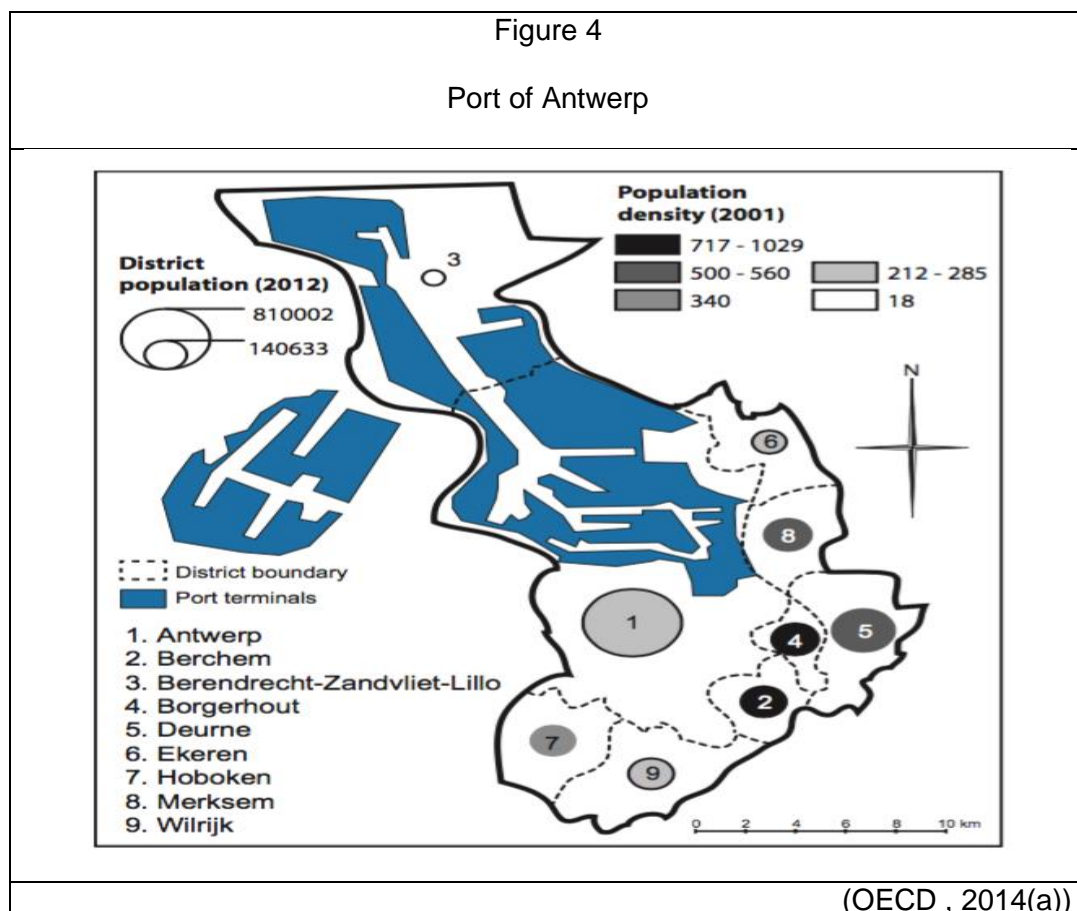 Figure 4
Port of Antwerp
Population
density (2001)
717 - 1029
500 - 560
212 - 285
340
18
District
population (2012)
810002
140633
3
N
6
8
1
4
5
2
7
9
District boundary
Port terminals
1. Antwerp
2. Berchem
3. Berendrecht-Zandvliet-Lillo
4. Borgerhout
5. Deurne
6. Ekeren
7. Hoboken
8. Merksem
9. Wilrijk
0 2 4 6 8 10 km
(OECD , 2014(a))